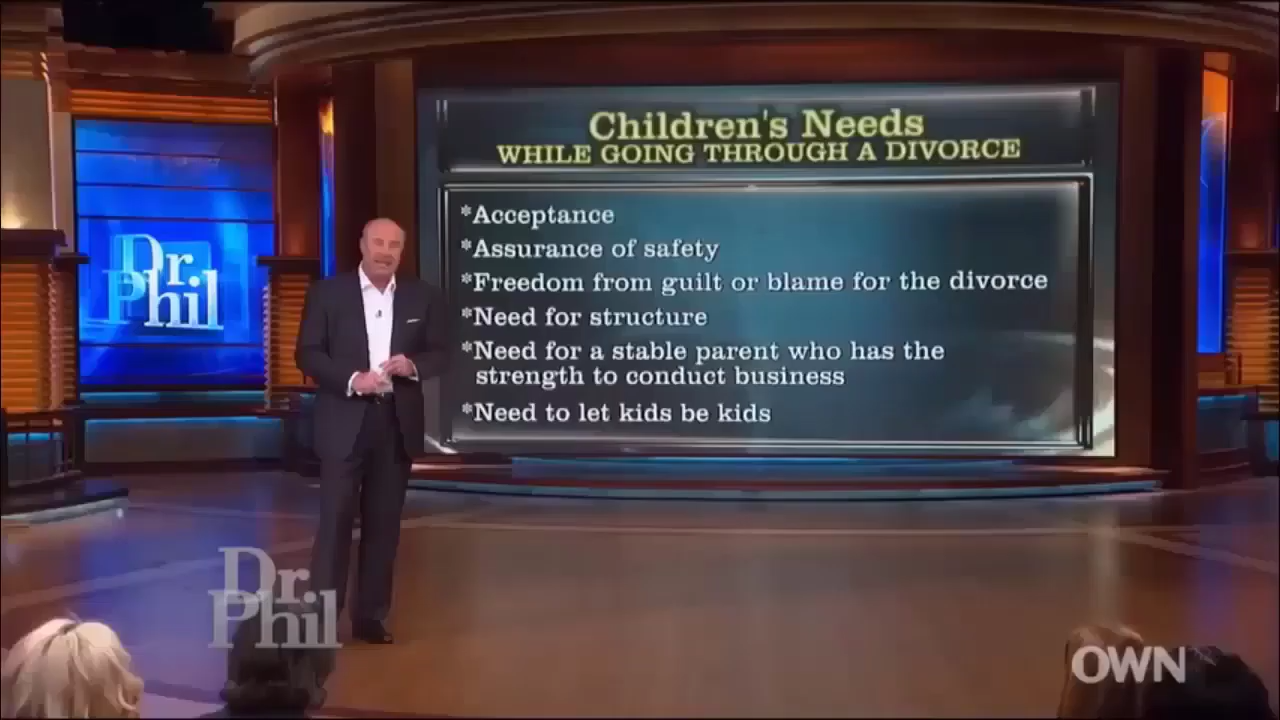 Children's Needs
WHILE GOING THROUGH A DIVORCE
*Acceptance
*Assurance of safety
*Freedom from guilt or blame for the divorce
*Need for structure
*Need for a stable parent who has the
strength to conduct business
*Need to let kids be kids
Dr.
Phil
Dr.
Phil
OWN